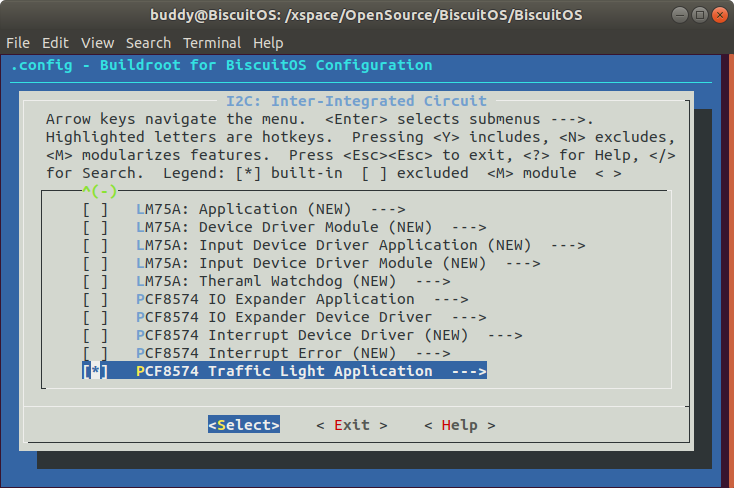 buddy@BiscuitOS: /xspace/OpenSource/BiscuitOS/BiscuitOS
File Edit View Search Terminal Help
.config - Buildroot for BiscuitOS Configuration
I2C: Inter-Integrated Circuit
Arrow keys navigate the menu. <Enter> selects submenus --->.
Highlighted letters are hotkeys. Pressing <Y> includes, <N> excludes,
<M> modularizes features. Press <Esc><Esc> to exit, <?> for Help, </>
for Search. Legend: [*] built-in [ ] excluded <M> module < >
^(-)
[ ] LM75A: Application (NEW) --->
[ ] LM75A: Device Driver Module (NEW) --->
[ ] LM75A: Input Device Driver Application (NEW) --->
[ ] LM75A: Input Device Driver Module (NEW) --->
[ ] LM75A: Theraml Watchdog (NEW) --->
[ ] PCF8574 IO Expander Application --->
[ ] PCF8574 IO Expander Device Driver --->
[ ] PCF8574 Interrupt Device Driver (NEW) --->
[ ] PCF8574 Interrupt Error (NEW) --->
[*] PCF8574 Traffic Light Application --->
<Select> < Exit > < Help >